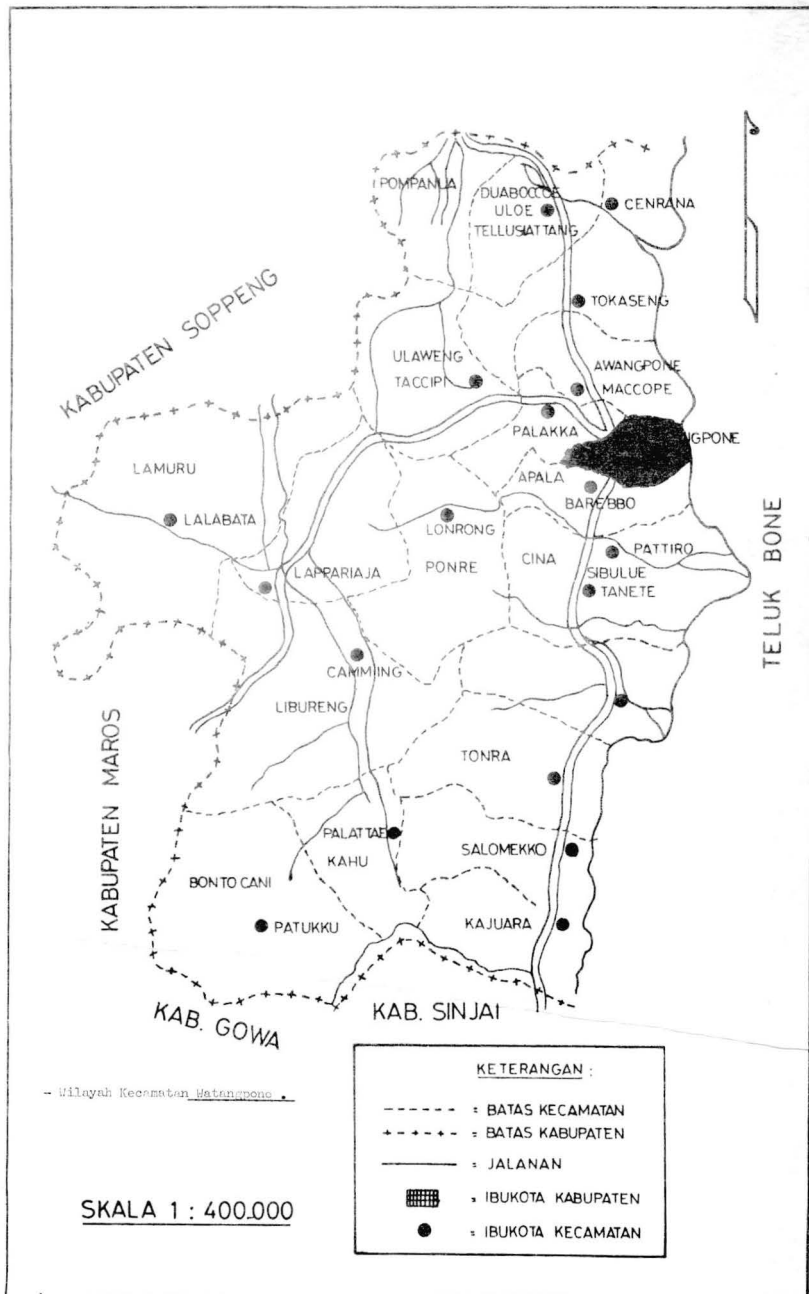 POMPANUA
DUABOCCOE
ULOE
TELLUSIATTANG
CENRANA
TOKASENG
KABUPATEN SOPPENG
ULAWENG
TACCIPI
AWANGPONE
MACCOPE
PALAKKA
NGPONE
LAMURU
LALABATA
APALA
BAREBBO
LONRONG
PONRE
CINA
PATTIRO
SIBULUE
TANETE
LAPPARIAJA
TELUK BONE
CAMMING
LIBURENG
KABUPATEN MAROS
TONRA
PALATTAE
KAHU
SALOMEKKO
BONTO CANI
PATUKKU
KAJUARA
KAB. GOWA
KAB. SINJAI
- Wilayah Kecamatan Watangpone .
KETERANGAN :
= BATAS KECAMATAN
= BATAS KABUPATEN
= JALANAN
= IBUKOTA KABUPATEN
= IBUKOTA KECAMATAN
SKALA 1 : 400.000